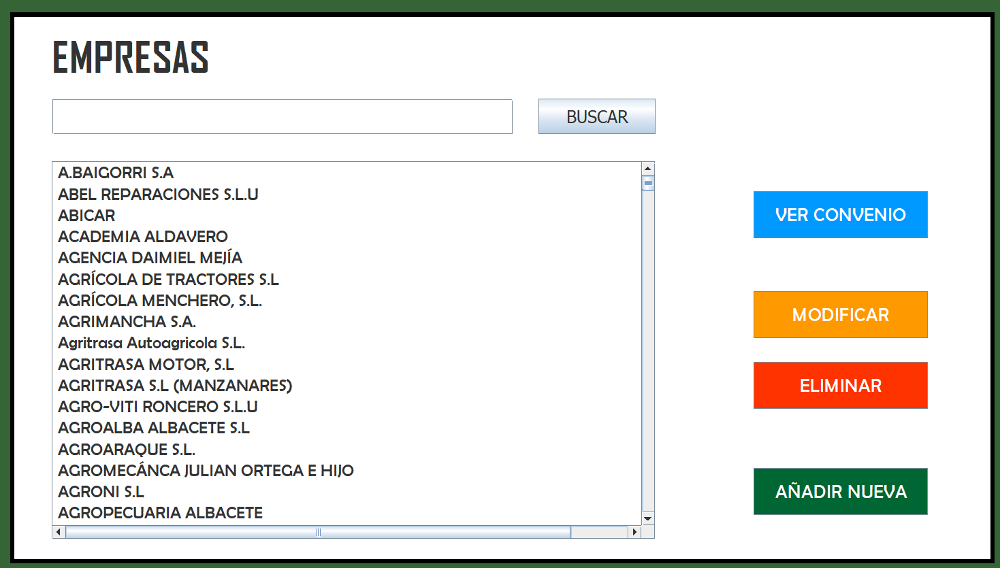 EMPRESAS
BUSCAR
A.BAIGORRI S.A
ABEL REPARACIONES S.L.U
ABICAR
ACADEMIA ALDAVERO
AGENCIA DAIMIEL MEJÍA
AGRÍCOLA DE TRACTORES S.L
AGRÍCOLA MENCHERO, S.L.
AGRIMANCHA S.A.
Agritrasa Autoagricola S.L.
AGRITRASA MOTOR, S.L
AGRITRASA S.L (MANZANARES)
AGRO-VITI RONCERO S.L.U
AGROALBA ALBACETE S.L
AGROARAQUE S.L.
AGROMECÁNCA JULIAN ORTEGA E HIJO
AGRONI S.L
AGROPECUARIA ALBACETE
VER CONVENIO
MODIFICAR
ELIMINAR
AÑADIR NUEVA